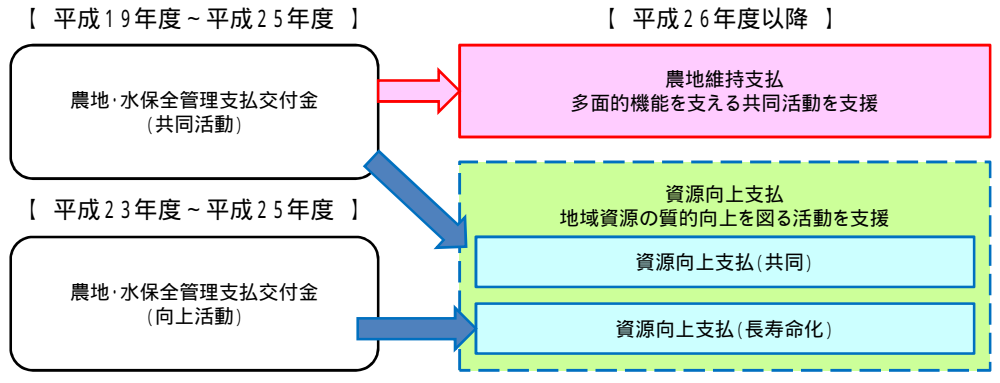 【 平成19年度~平成25年度 】
農地・水保全管理支払交付金
(共同活動)
【 平成23年度~平成25年度 】
農地・水保全管理支払交付金
(向上活動)
【 平成26年度以降 】
農地維持支払
多面的機能を支える共同活動を支援
資源向上支払
地域資源の質的向上を図る活動を支援
資源向上支払(共同)
資源向上支払(長寿命化)